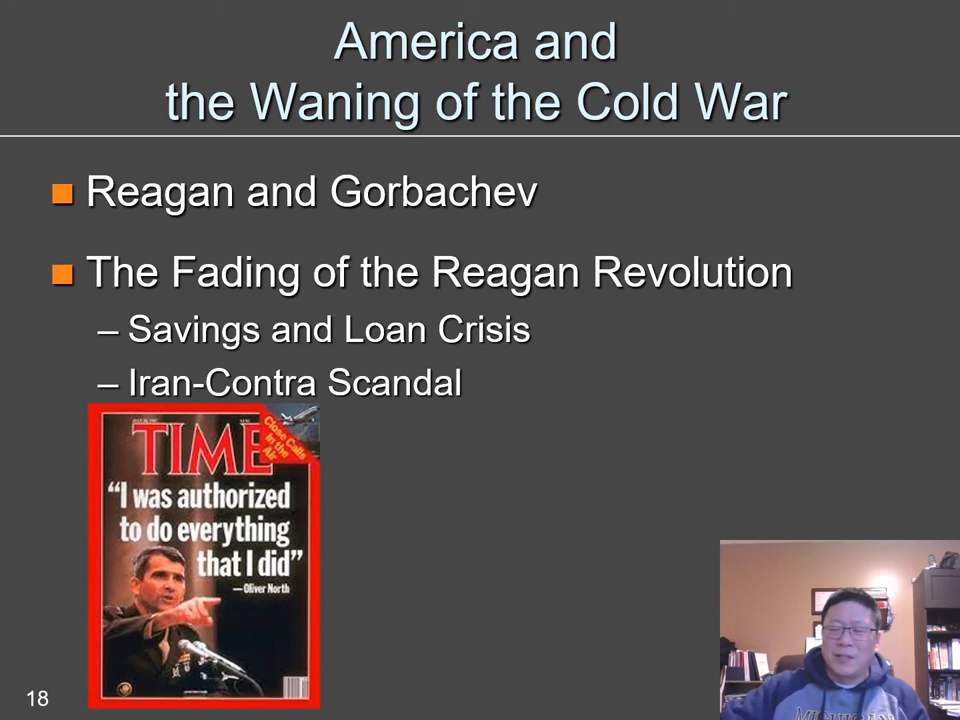 America and
the Waning of the Cold War
Reagan and Gorbachev
The Fading of the Reagan Revolution
– Savings and Loan Crisis
– Iran-Contra Scandal
TIME
Close Calls
In the
Air
“I was authorized
to do everything
that I did”
—Oliver North
18